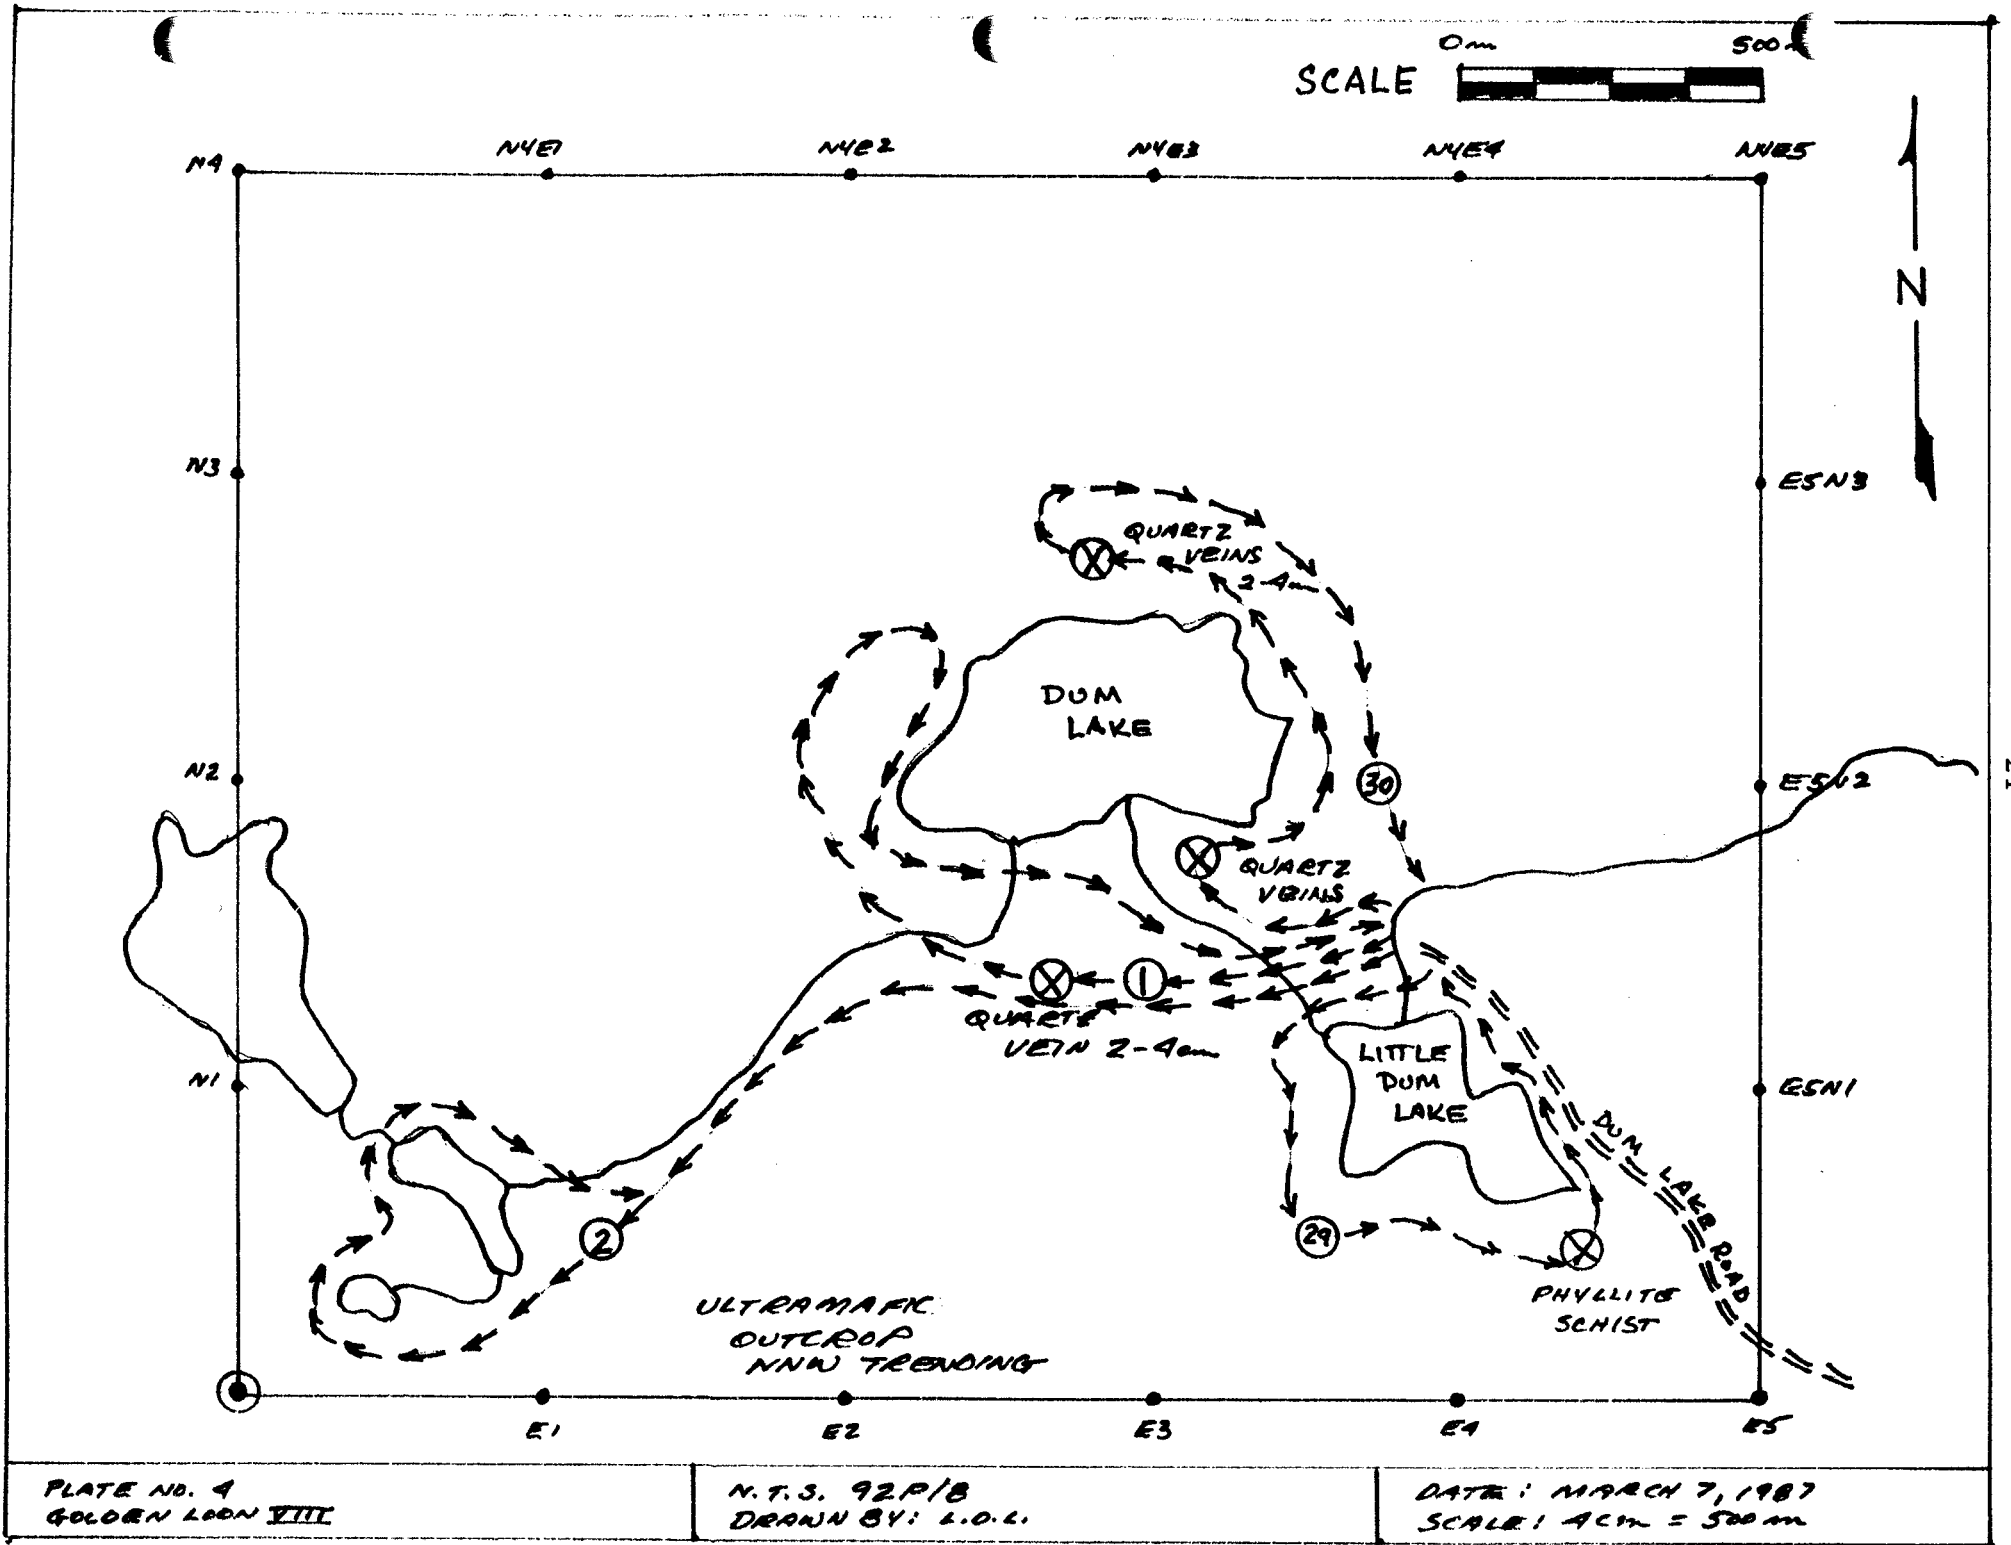 0m 500m
SCALE
N4 N4E1 N4E2 N4E3 N4E4 N4E5
N
N3 E5N3
QUARTZ
VEINS
2-4cm
DUM
LAKE
N2 E5N2
30
QUARTZ
VEINS
1
QUARTZ
VEIN 2-4cm
LITTLE
DUM
LAKE
N1 E5N1
DUM LAKE ROAD
2
29
PHYLLITE
SCHIST
ULTRAMAFIC
OUTCROP
NNW TRENDING
E1 E2 E3 E4 E5
PLATE NO. 4
GOLDEN LOON VIII
N.T.S. 92P/8
DRAWN BY: L.O.L.
DATE: MARCH 7, 1987
SCALE: 4cm = 500m